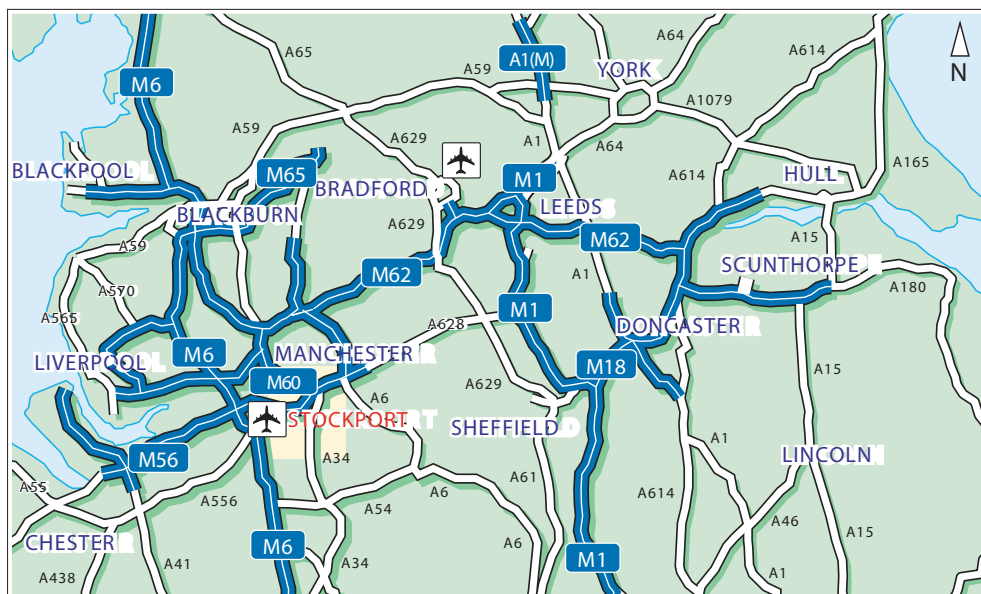 A65
A64
A614
A1(M)
N
M6
A59
YORK
A1079
A59
A629
A1
A64
A165
BLACKPOOL
M65
BRADFORD
M1
A614
HULL
BLACKBURN
LEEDS
A629
M62
A15
A59
M62
A1
SCUNTHORPE
A570
A180
A565
M1
A628
DONCASTER
LIVERPOOL
M6
MANCHESTER
M18
A15
M60
A629
A6
STOCKPORT
SHEFFIELD
A1
M56
A34
LINCOLN
A55
A556
A61
A614
A6
A54
A46
A15
CHESTER
M6
A6
A438
A41
A34
M1
A1